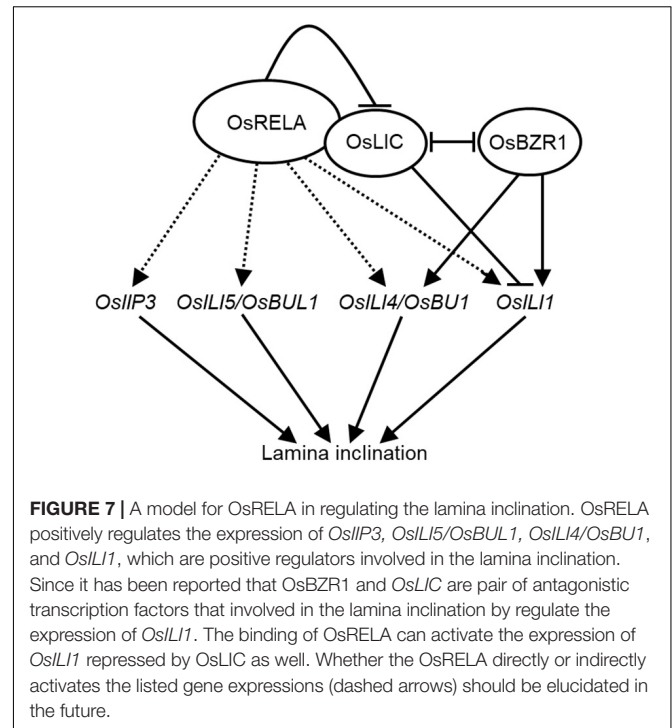 OsRELA
OsLIC
OsBZR1
OsIIP3 OsILI5/OsBUL1 OsILI4/OsBU1 OsILI1
Lamina inclination
FIGURE 7 | A model for OsRELA in regulating the lamina inclination. OsRELA
positively regulates the expression of OsIIP3, OsILI5/OsBUL1, OsILI4/OsBU1,
and OsILI1, which are positive regulators involved in the lamina inclination.
Since it has been reported that OsBZR1 and OsLIC are pair of antagonistic
transcription factors that involved in the lamina inclination by regulate the
expression of OsILI1. The binding of OsRELA can activate the expression of
OsILI1 repressed by OsLIC as well. Whether the OsRELA directly or indirectly
activates the listed gene expressions (dashed arrows) should be elucidated in
the future.